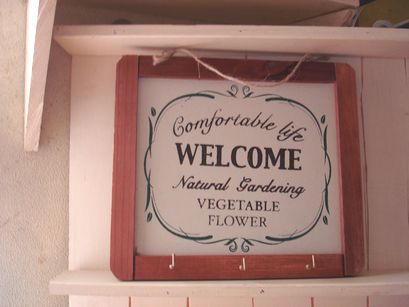 Comfortable life
WELCOME
Natural Gardening
VEGETABLE
FLOWER